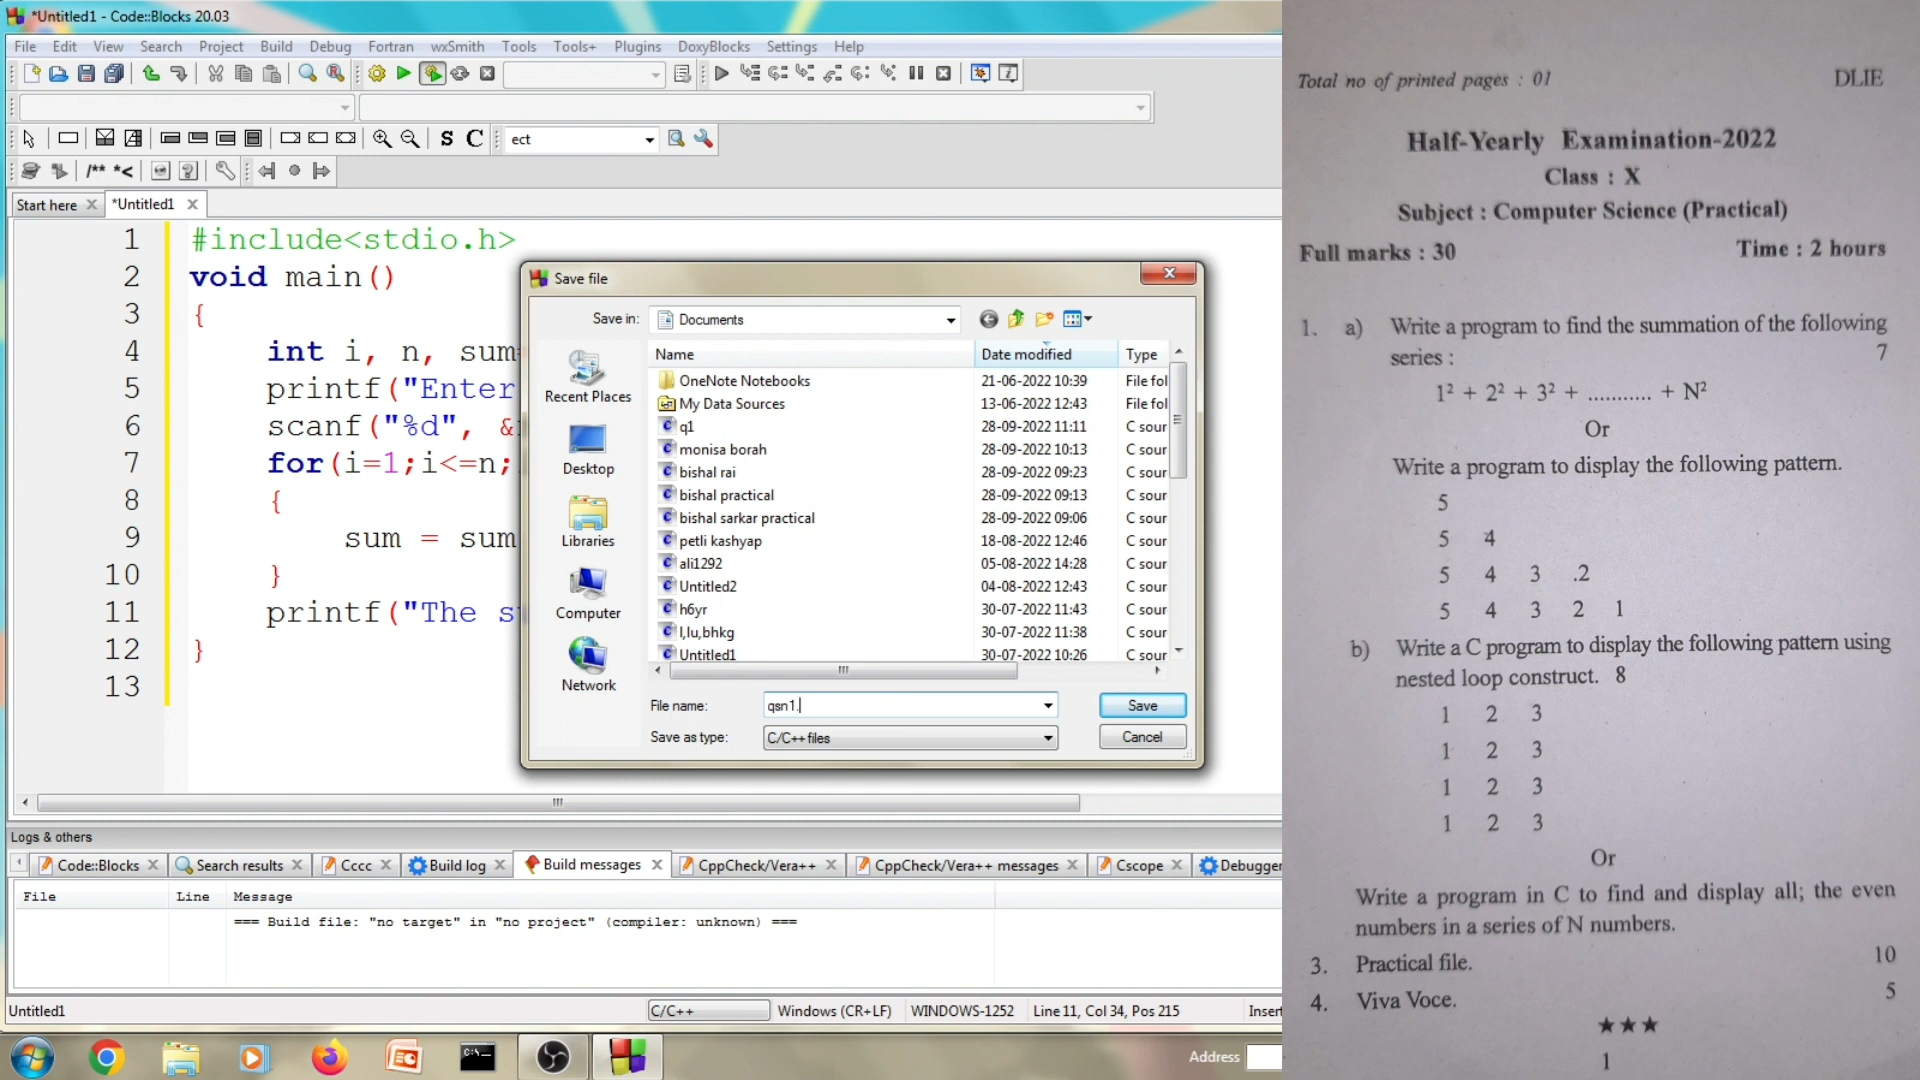 *Untitled1 - Code::Blocks 20.03
File Edit View Search Project Build Debug Fortran wxSmith Tools Tools+ Plugins DoxyBlocks Settings Help
S C ect
/** *<
Start here *Untitled1
1 #include<stdio.h>
2 void main()
3 {
4 int i, n, sum
5 printf("Enter
6 scanf("%d", &
7 for(i=1;i<=n;
8 {
9 sum = sum
10 }
11 printf("The s
12 }
13
Save file
Save in: Documents
Name Date modified Type
OneNote Notebooks 21-06-2022 10:39 File fol
My Data Sources 13-06-2022 12:43 File fol
q1 28-09-2022 11:11 C sour
monisa borah 28-09-2022 10:13 C sour
bishal rai 28-09-2022 09:23 C sour
bishal practical 28-09-2022 09:13 C sour
bishal sarkar practical 28-09-2022 09:06 C sour
petli kashyap 18-08-2022 12:46 C sour
ali1292 05-08-2022 14:28 C sour
Untitled2 04-08-2022 12:43 C sour
h6yr 30-07-2022 11:43 C sour
l,lu,bhkg 30-07-2022 11:38 C sour
Untitled1 30-07-2022 10:26 C sour
Recent Places
Desktop
Libraries
Computer
Network
File name: qsn1. Save
Save as type: C/C++ files Cancel
Logs & others
Code::Blocks Search results Cccc Build log Build messages CppCheck/Vera++ CppCheck/Vera++ messages Cscope Debugger
File Line Message
=== Build file: "no target" in "no project" (compiler: unknown) ===
Untitled1 C/C++ Windows (CR+LF) WINDOWS-1252 Line 11, Col 34, Pos 215 Insert
Address
Total no of printed pages : 01 DLIE
Half-Yearly Examination-2022
Class : X
Subject : Computer Science (Practical)
Full marks : 30 Time : 2 hours
1. a) Write a program to find the summation of the following
series : 7
1² + 2² + 3² + ........... + N²
Or
Write a program to display the following pattern.
5
5 4
5 4 3 .2
5 4 3 2 1
b) Write a C program to display the following pattern using
nested loop construct. 8
1 2 3
1 2 3
1 2 3
1 2 3
Or
Write a program in C to find and display all; the even
numbers in a series of N numbers.
3. Practical file. 10
4. Viva Voce. 5
★★★
1